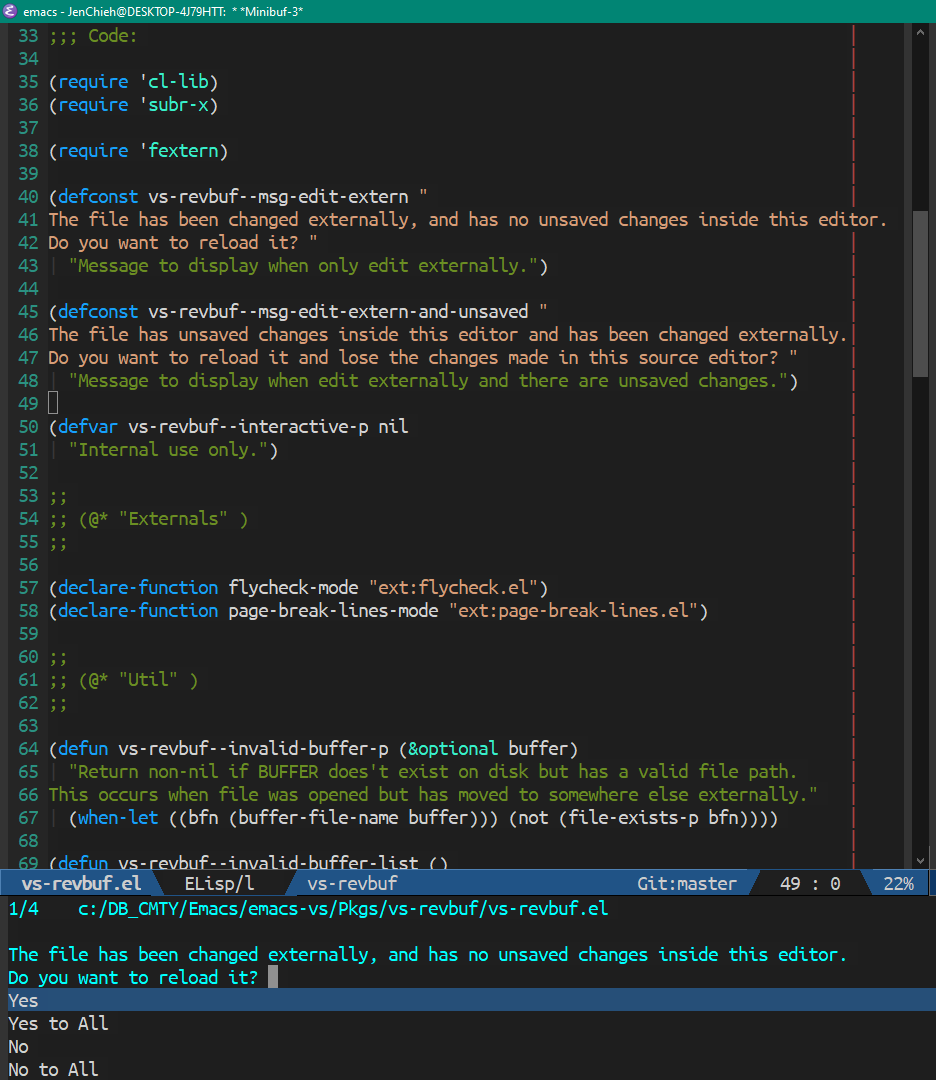 emacs - JenChieh@DESKTOP-4J79HTT: * *Minibuf-3*
33 ;;; Code:
34
35 (require 'cl-lib)
36 (require 'subr-x)
37
38 (require 'fextern)
39
40 (defconst vs-revbuf--msg-edit-extern "
41 The file has been changed externally, and has no unsaved changes inside this editor.
42 Do you want to reload it? "
43   "Message to display when only edit externally.")
44
45 (defconst vs-revbuf--msg-edit-extern-and-unsaved "
46 The file has unsaved changes inside this editor and has been changed externally.
47 Do you want to reload it and lose the changes made in this source editor? "
48   "Message to display when edit externally and there are unsaved changes.")
49
50 (defvar vs-revbuf--interactive-p nil
51   "Internal use only.")
52
53 ;;
54 ;; (@* "Externals" )
55 ;;
56
57 (declare-function flycheck-mode "ext:flycheck.el")
58 (declare-function page-break-lines-mode "ext:page-break-lines.el")
59
60 ;;
61 ;; (@* "Util" )
62 ;;
63
64 (defun vs-revbuf--invalid-buffer-p (&optional buffer)
65   "Return non-nil if BUFFER does't exist on disk but has a valid file path.
66 This occurs when file was opened but has moved to somewhere else externally."
67   (when-let ((bfn (buffer-file-name buffer))) (not (file-exists-p bfn))))
68
69 (defun vs-revbuf--invalid-buffer-list ()
vs-revbuf.el ELisp/l vs-revbuf Git:master 49 : 0 22%
1/4 c:/DB_CMTY/Emacs/emacs-vs/Pkgs/vs-revbuf/vs-revbuf.el
The file has been changed externally, and has no unsaved changes inside this editor.
Do you want to reload it?
Yes
Yes to All
No
No to All